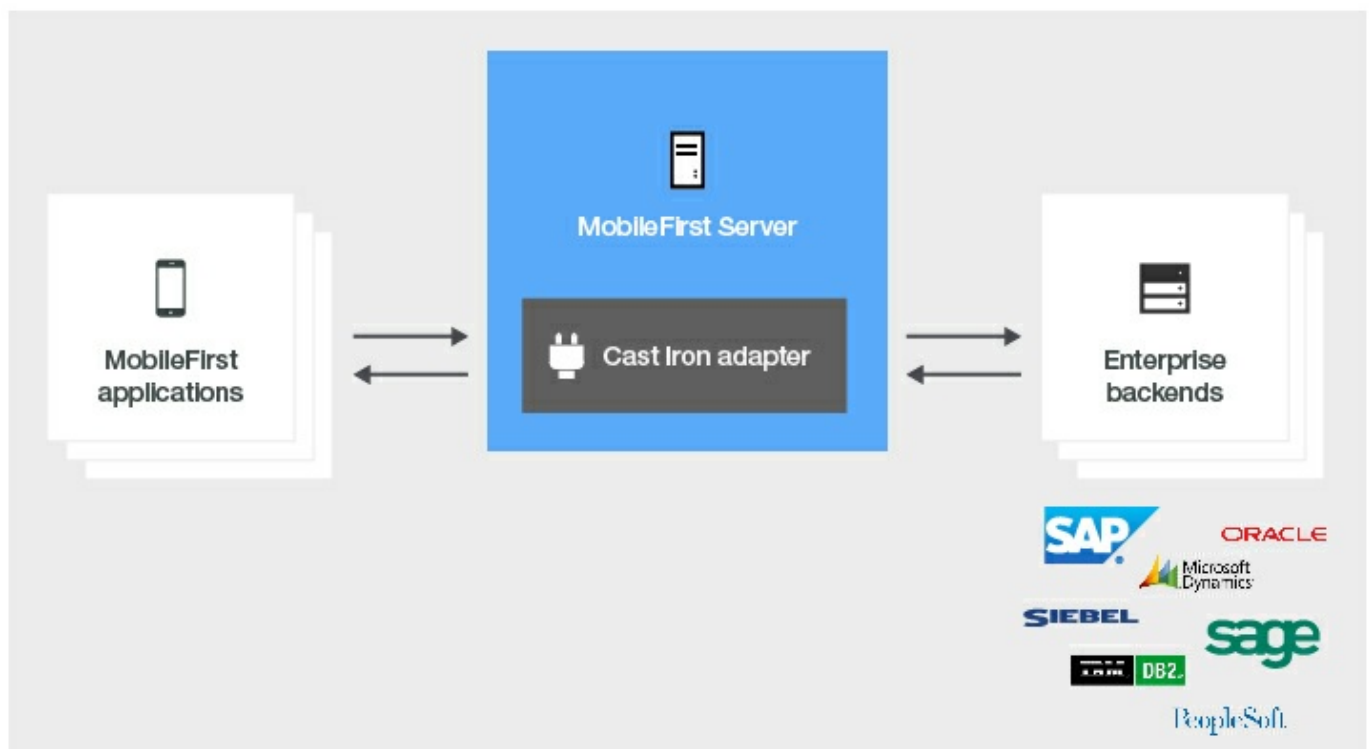 MobileFirst Server
Cast Iron adapter
MobileFirst
applications
Enterprise
backends
SAP
ORACLE
Microsoft
Dynamics
SIEBEL
sage
IBM DB2.
PeopleSoft.